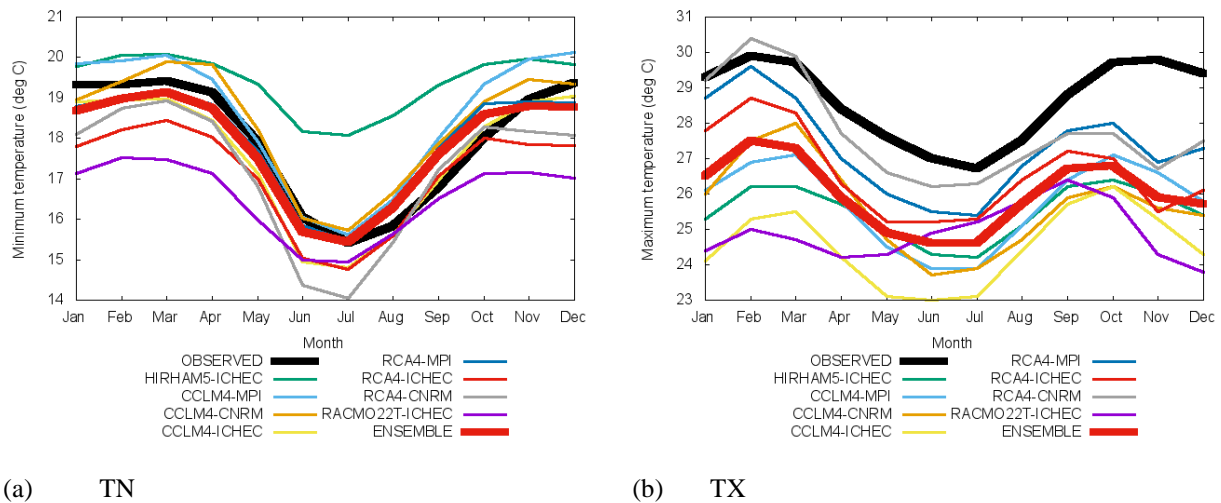 Minimum temperature (deg C)
21
20
19
18
17
16
15
14
Jan Feb Mar Apr May Jun Jul Aug Sep Oct Nov Dec
Month
OBSERVED
HIRHAM5-ICHEC
CCLM4-MPI
CCLM4-CNRM
CCLM4-ICHEC
RCA4-MPI
RCA4-ICHEC
RCA4-CNRM
RACMO22T-ICHEC
ENSEMBLE
(a) TN
Maximum temperature (deg C)
31
30
29
28
27
26
25
24
23
Jan Feb Mar Apr May Jun Jul Aug Sep Oct Nov Dec
Month
OBSERVED
HIRHAM5-ICHEC
CCLM4-MPI
CCLM4-CNRM
CCLM4-ICHEC
RCA4-MPI
RCA4-ICHEC
RCA4-CNRM
RACMO22T-ICHEC
ENSEMBLE
(b) TX